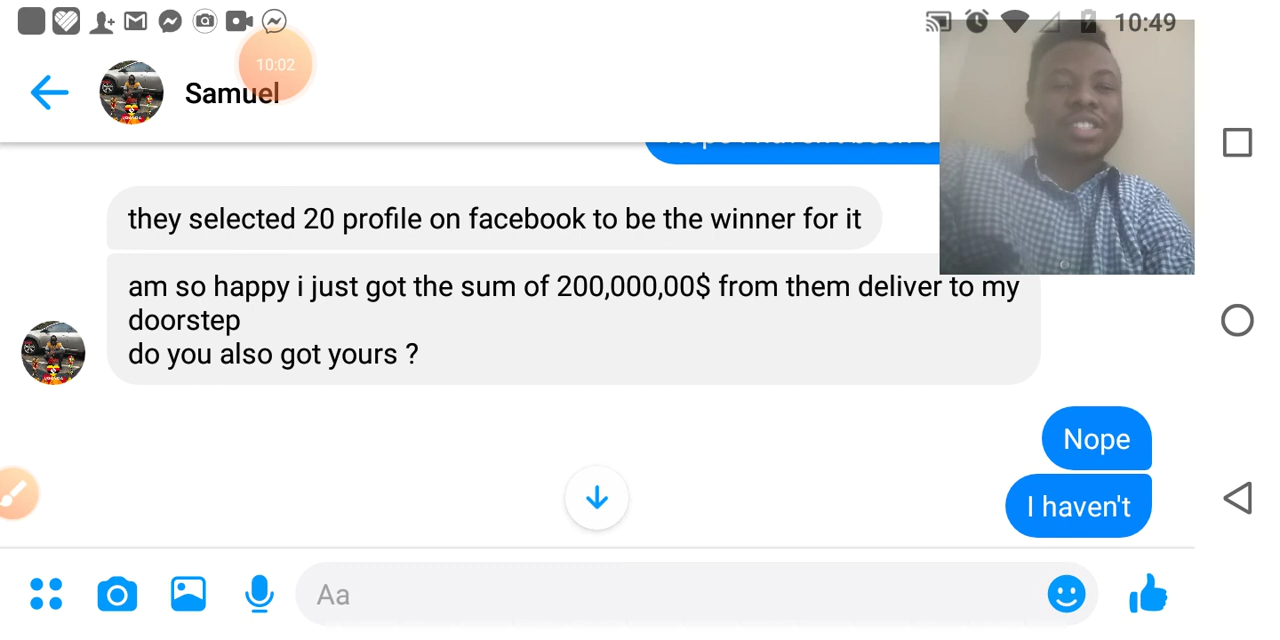 10:49
10:02
Samuel
they selected 20 profile on facebook to be the winner for it
am so happy i just got the sum of 200,000,00$ from them deliver to my
doorstep
do you also got yours ?
Nope
I haven't
Aa